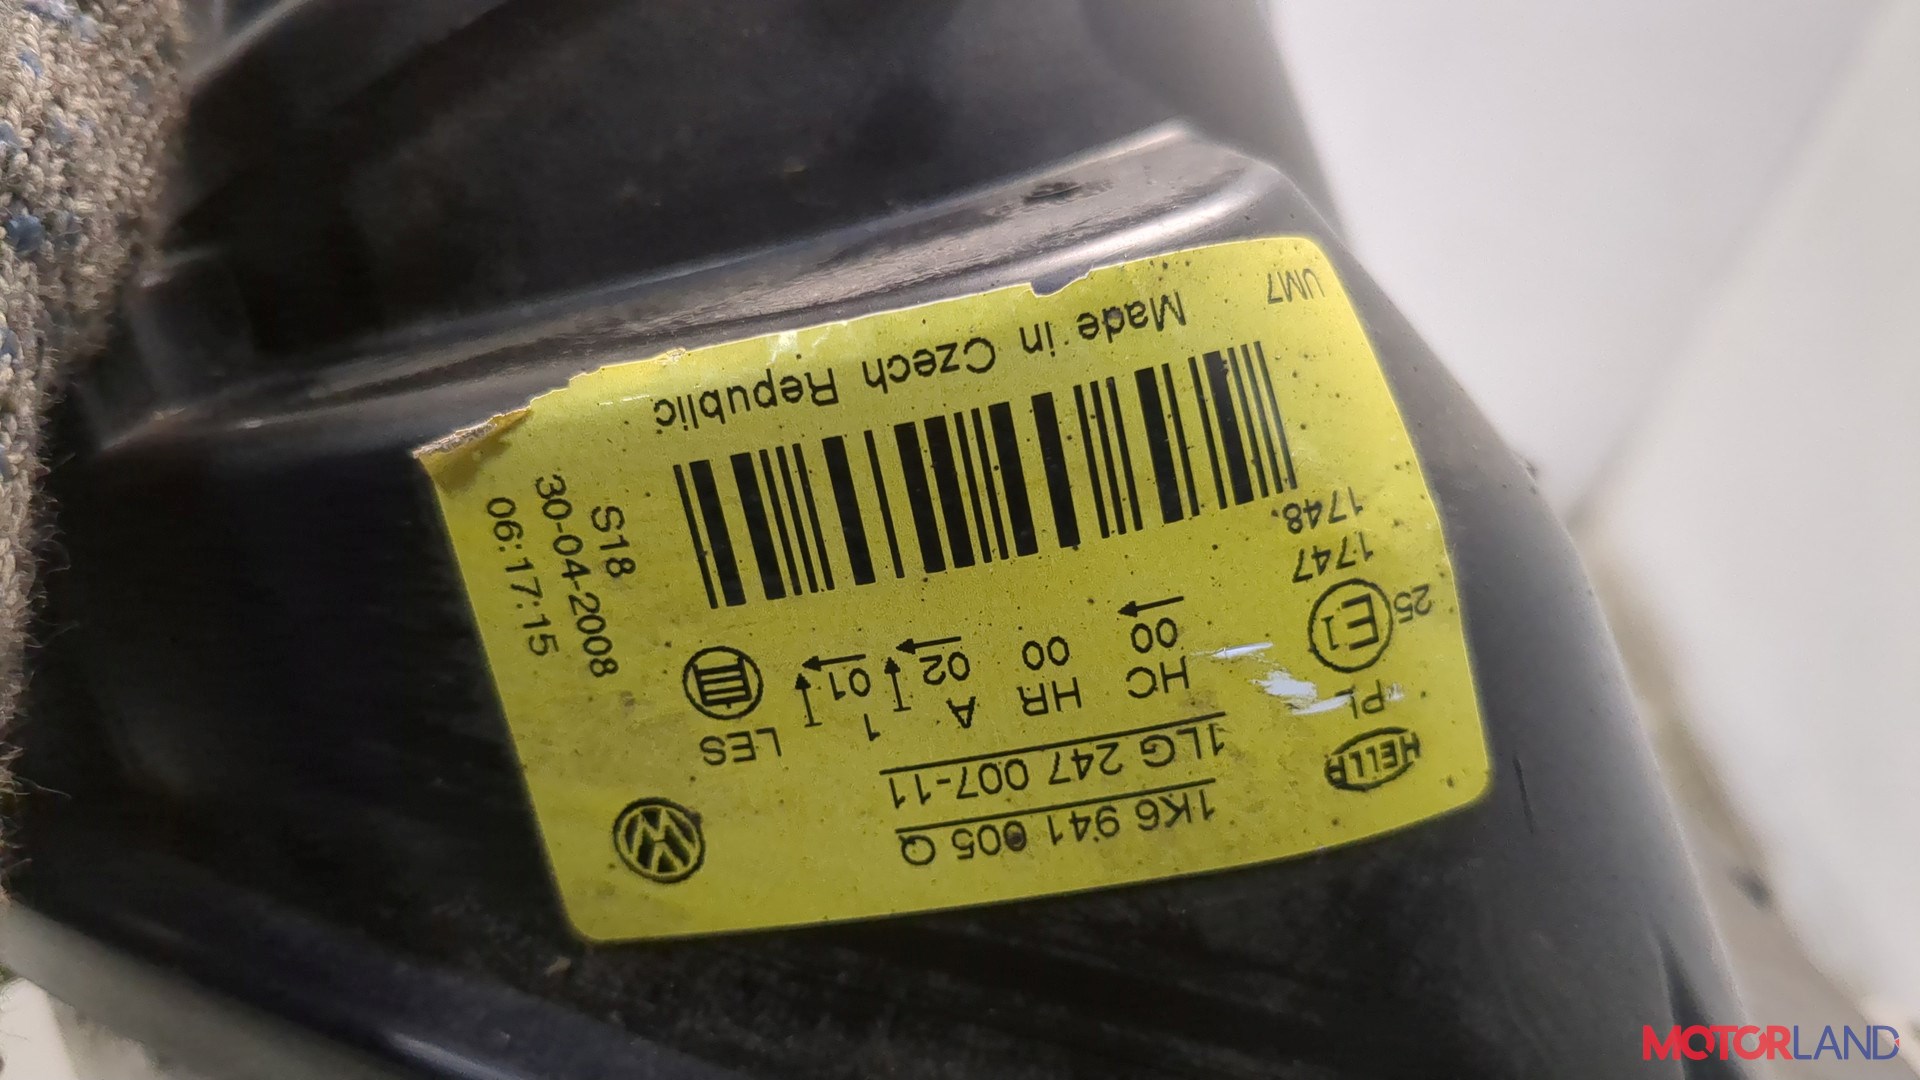 1K6 941 005 Q
1LG 247 007-11
HELLA
PL
HC HR A 1
00 00 02 01
LES
E1
25
1747
1748.
S18
30-04-2008
06:17:15
Made in Czech Republic
UM7
MOTORLAND